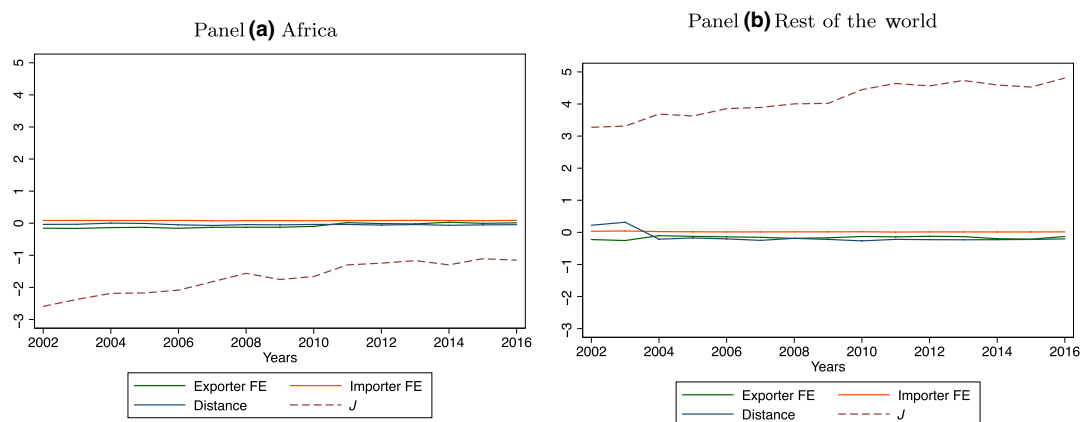 Panel (a) Africa
5
4
3
2
1
0
−1
−2
−3
2002 2004 2006 2008 2010 2012 2014 2016
Years
Exporter FE Importer FE
Distance J
Panel (b) Rest of the world
5
4
3
2
1
0
−1
−2
−3
2002 2004 2006 2008 2010 2012 2014 2016
Years
Exporter FE Importer FE
Distance J